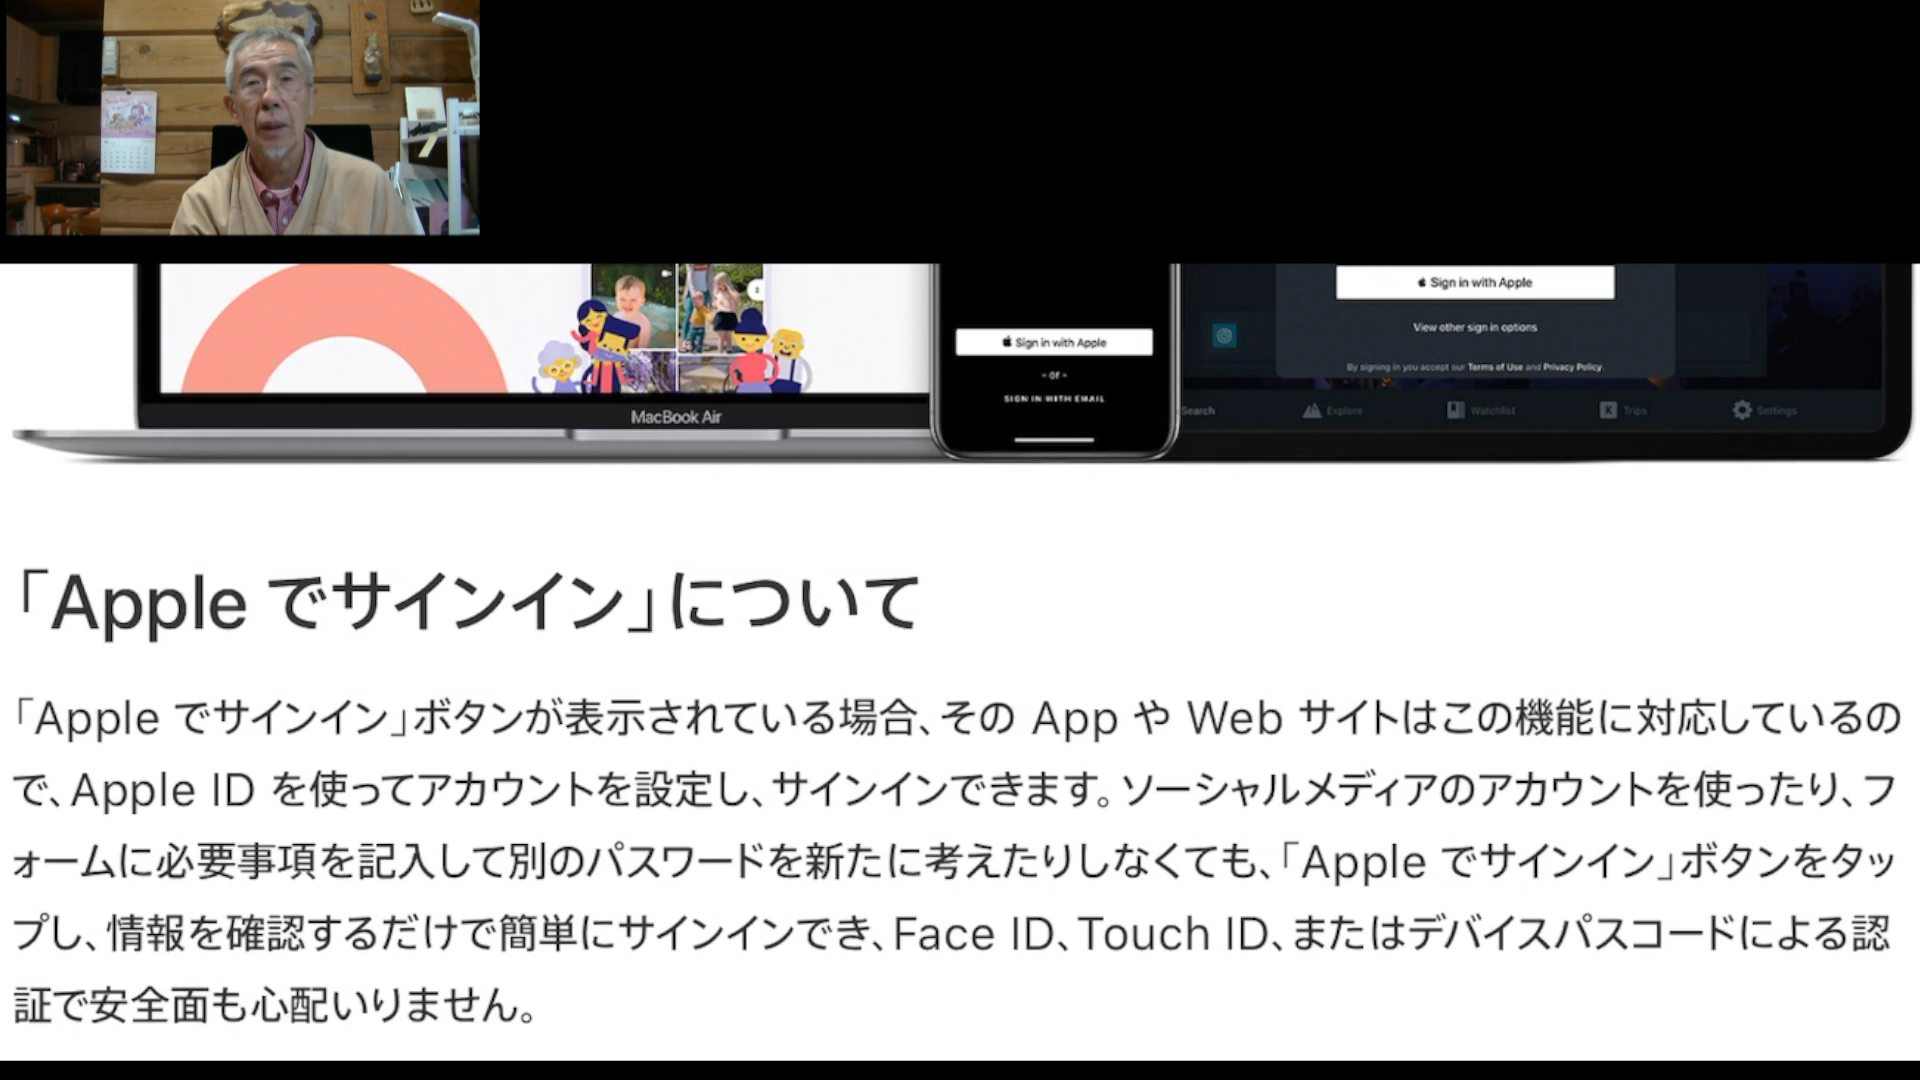 Sign in with Apple
View other sign in options
By signing in you accept our Terms of Use and Privacy Policy.
Sign in with Apple
- or -
SIGN IN WITH EMAIL
MacBook Air
Search
Explore
Watchlist
Trips
Settings
「Apple でサインイン」について
「Apple でサインイン」ボタンが表示されている場合、その App や Web サイトはこの機能に対応しているの
で、Apple ID を使ってアカウントを設定し、サインインできます。ソーシャルメディアのアカウントを使ったり、フ
ォームに必要事項を記入して別のパスワードを新たに考えたりしなくても、「Apple でサインイン」ボタンをタッ
プし、情報を確認するだけで簡単にサインインでき、Face ID、Touch ID、またはデバイスパスコードによる認
証で安全面も心配いりません。